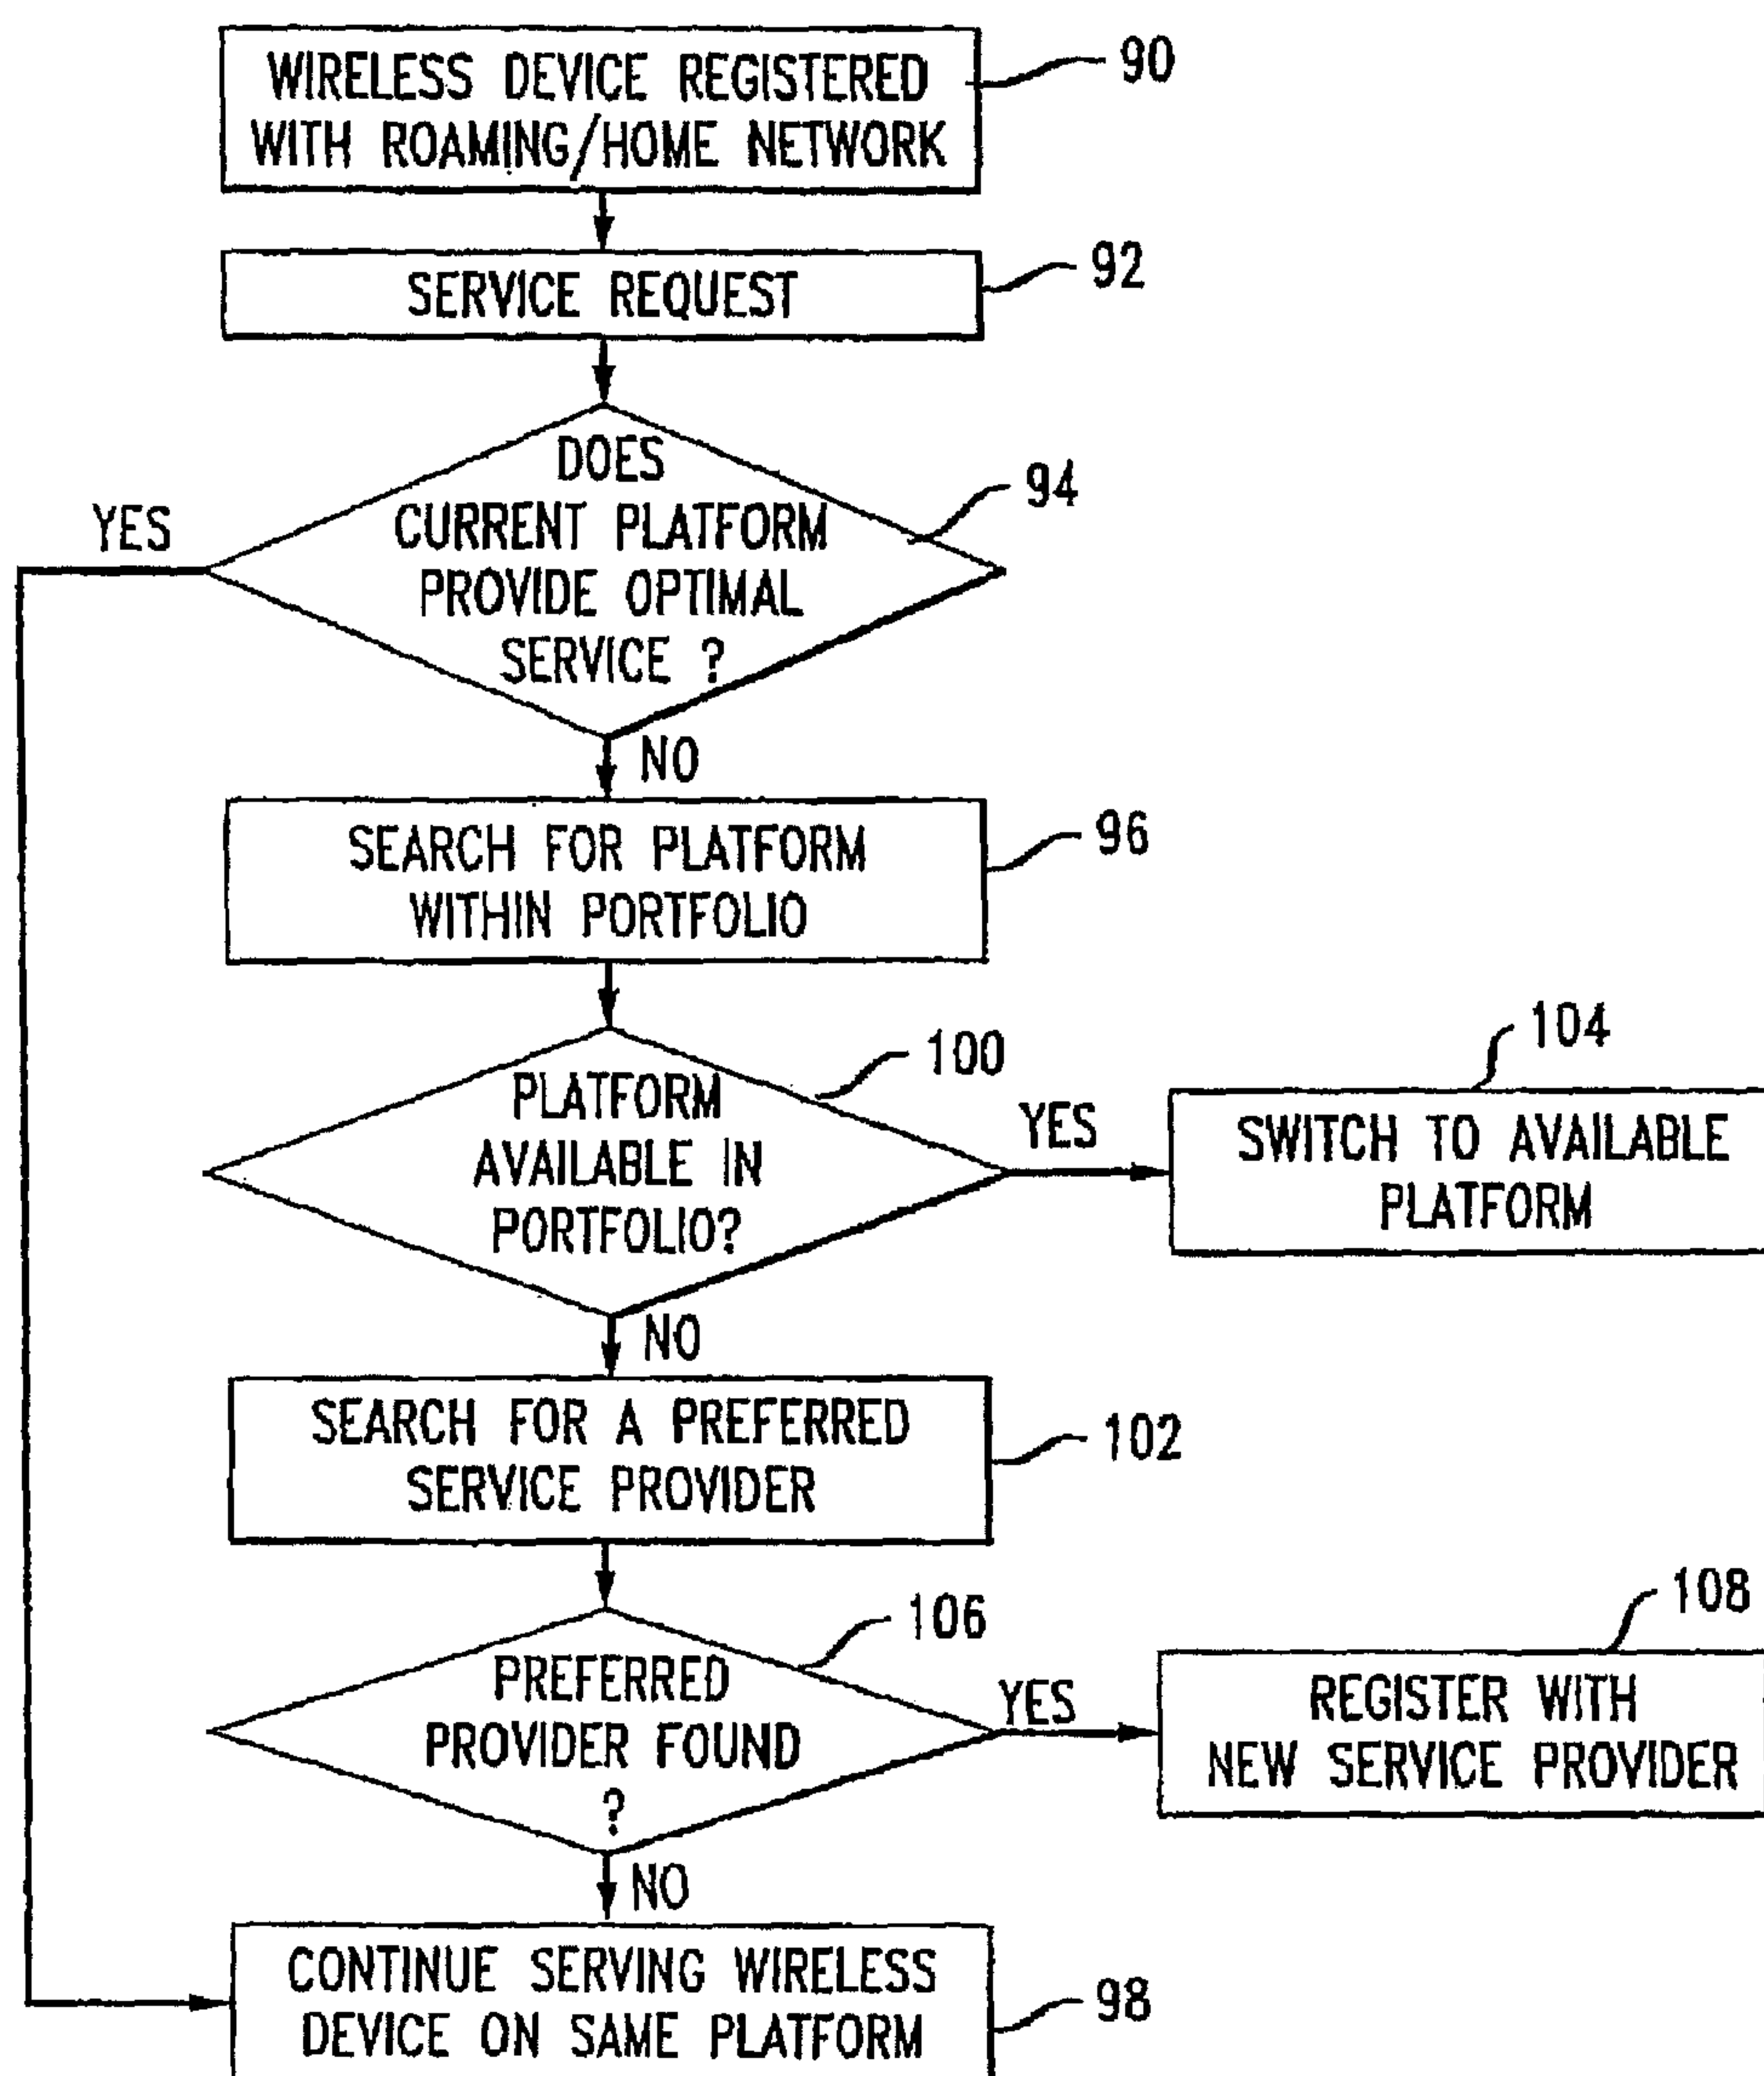 WIRELESS DEVICE REGISTERED
WITH ROAMING/HOME NETWORK
90
SERVICE REQUEST
92
DOES
CURRENT PLATFORM
PROVIDE OPTIMAL
SERVICE ?
94
YES
NO
SEARCH FOR PLATFORM
WITHIN PORTFOLIO
96
PLATFORM
AVAILABLE IN
PORTFOLIO?
100
YES
SWITCH TO AVAILABLE
PLATFORM
104
NO
SEARCH FOR A PREFERRED
SERVICE PROVIDER
102
PREFERRED
PROVIDER FOUND
?
106
YES
REGISTER WITH
NEW SERVICE PROVIDER
108
NO
CONTINUE SERVING WIRELESS
DEVICE ON SAME PLATFORM
98